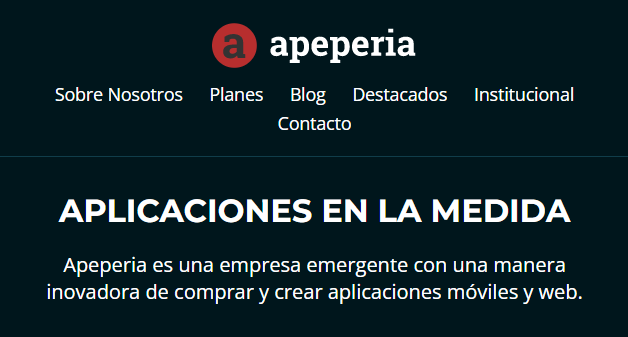 a apeperia
Sobre Nosotros Planes Blog Destacados Institucional
Contacto
APLICACIONES EN LA MEDIDA
Apeperia es una empresa emergente con una manera
inovadora de comprar y crear aplicaciones móviles y web.